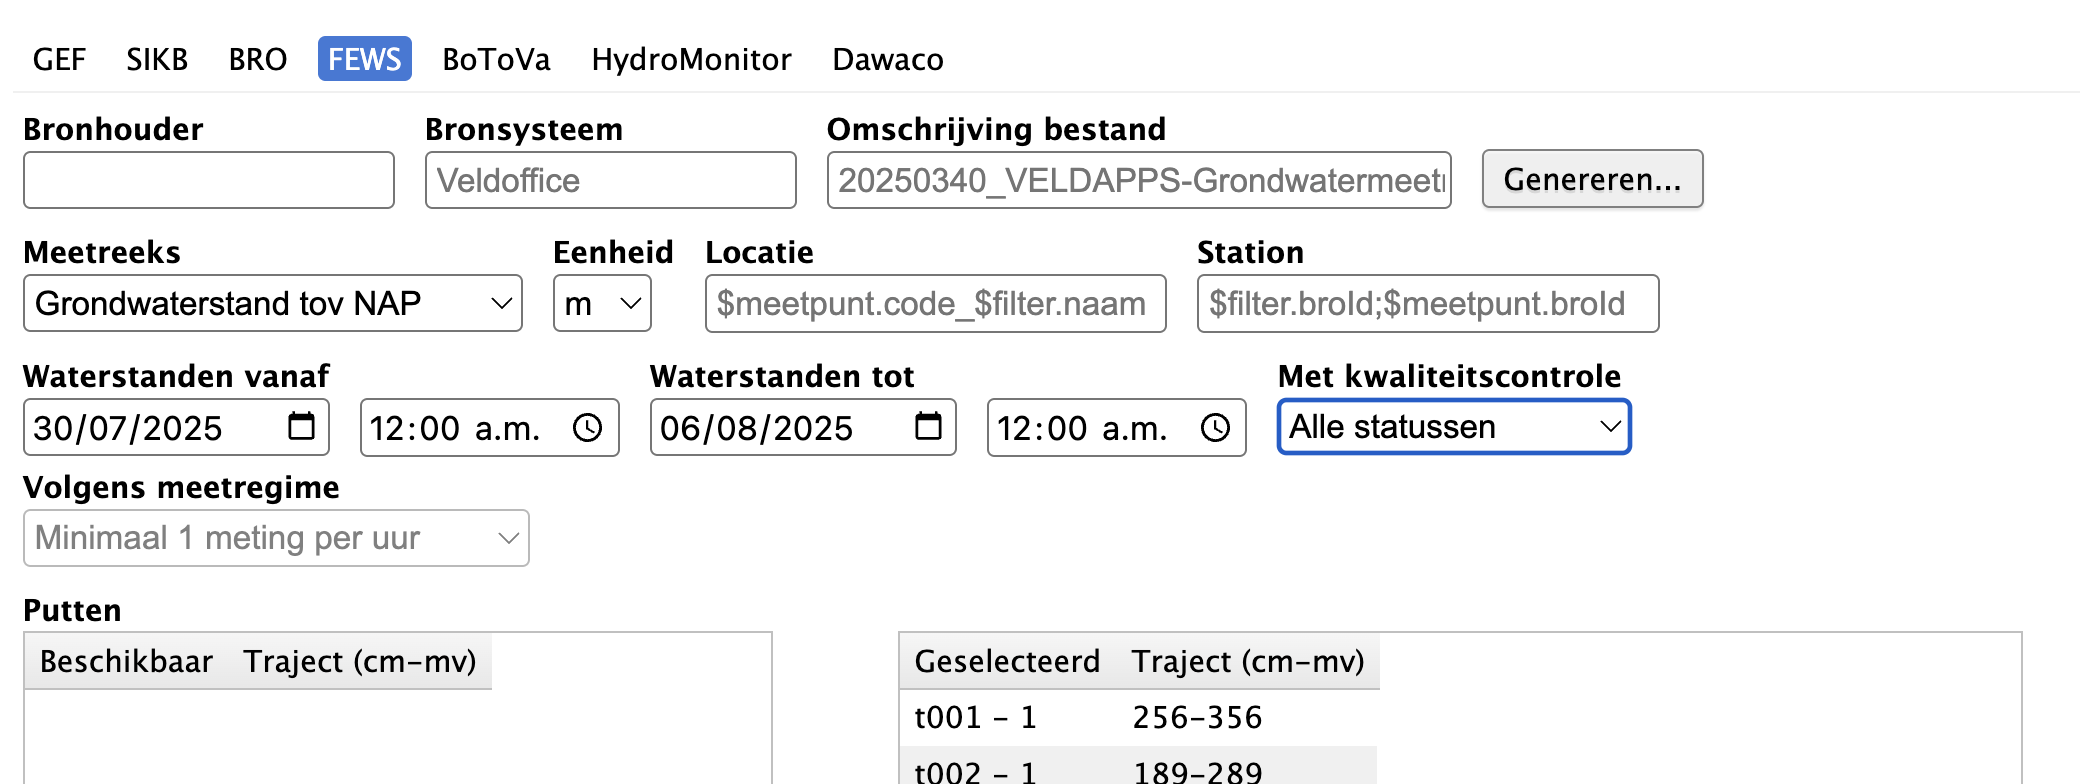 GEF SIKB BRO FEWS BoToVa HydroMonitor Dawaco
Bronhouder Bronsysteem Omschrijving bestand
Veldoffice 20250340_VELDAPPS-Grondwatermeet Genereren...
Meetreeks Eenheid Locatie Station
Grondwaterstand tov NAP m $meetpunt.code_$filter.naam $filter.broId;$meetpunt.broId
Waterstanden vanaf Waterstanden tot Met kwaliteitscontrole
30/07/2025 12:00 a.m. 06/08/2025 12:00 a.m. Alle statussen
Volgens meetregime
Minimaal 1 meting per uur
Putten
Beschikbaar Traject (cm-mv) Geselecteerd Traject (cm-mv)
t001 - 1 256-356
t002 - 1 189-289